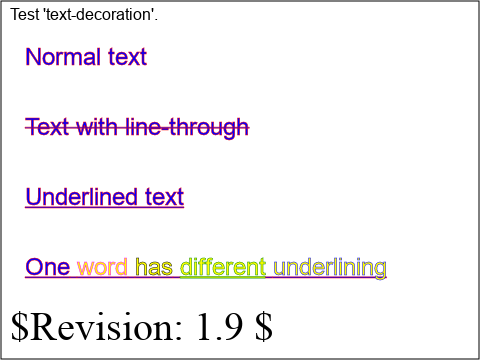 Test 'text-decoration'.
Normal text
Text with line-through
Underlined text
One word has different underlining
$Revision: 1.9 $